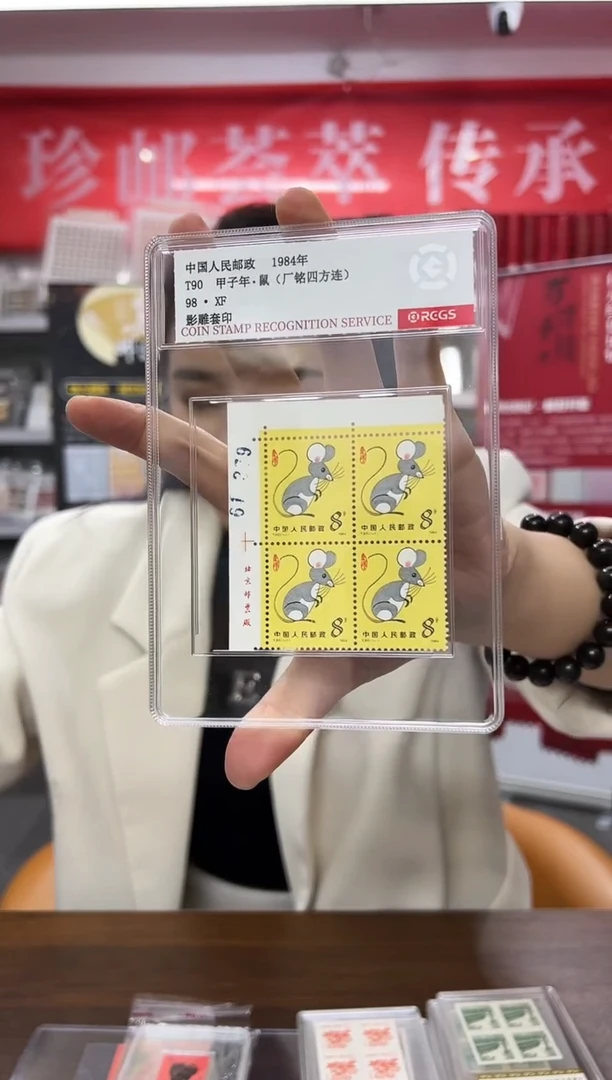 珍邮荟萃 传承
中国人民邮政 1984年
T90 甲子年·鼠（厂铭四方连）
98 · XF
影雕套印
COIN STAMP RECOGNITION SERVICE
REGS
北京邮票厂
中国人民邮政 8分
中国人民邮政 8分
中国人民邮政 8分
中国人民邮政 8分